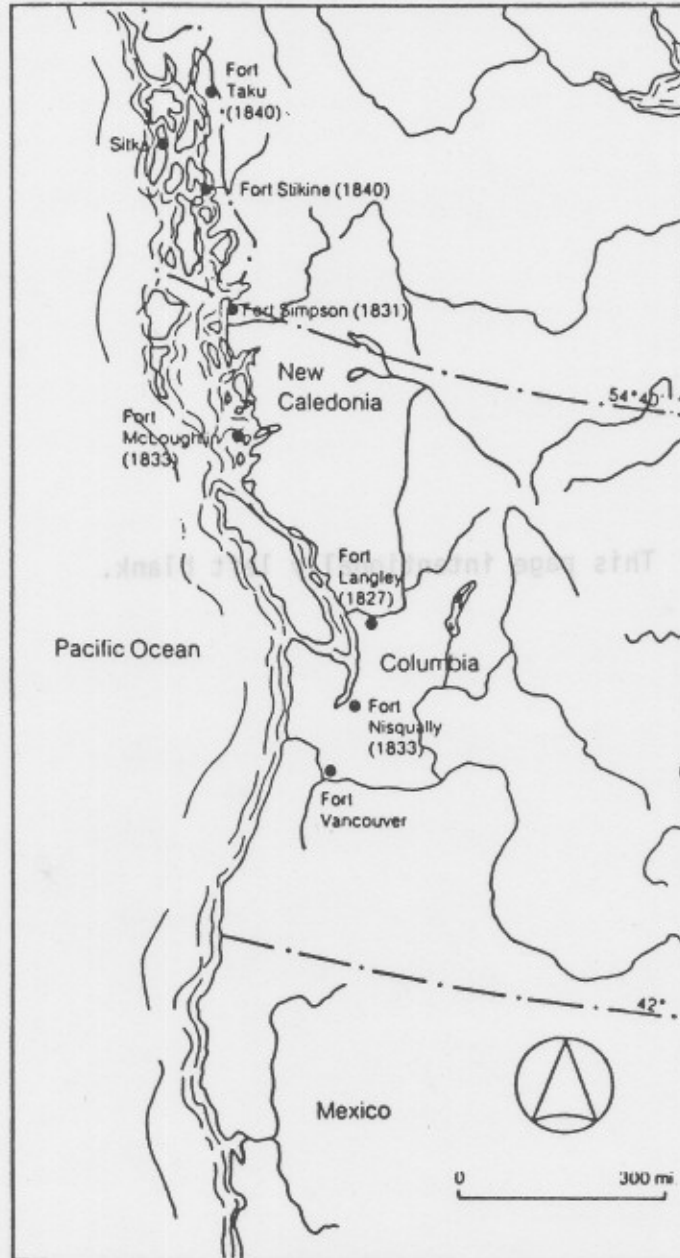 Fort
Taku
(1840)
Sitka
Fort Stikine (1840)
Fort Simpson (1831)
New
Caledonia
54°40'
Fort
McLoughlin
(1833)
This page intentionally left blank.
Fort
Langley
(1827)
Pacific Ocean
Columbia
Fort
Nisqually
(1833)
Fort
Vancouver
42°
Mexico
0 300 mi